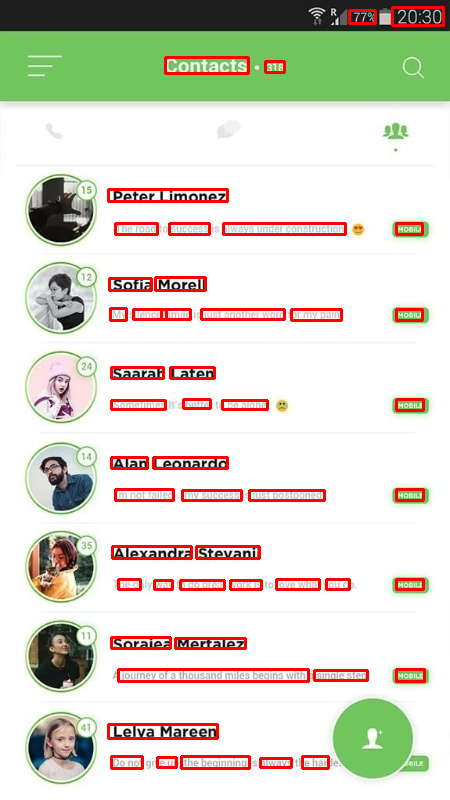 77% 20:30
Contacts • 318
15
Peter Limonez
The road to success is always under construction 😍 MOBILE
12
Sofia Morell
My silence smile is just another word for my pain MOBILE
24
Saarah Laten
Sometimes It's better to be alone MOBILE
14
Alan Leonardo
I'm not failed, my success just postponed MOBILE
35
Alexandra Stevani
The only way to do great work is to love what you do. MOBILE
11
Soraiea Mertalez
A journey of a thousand miles begins with a single step MOBILE
41
Lelya Mareen
Do not give up, the beginning is always the hardest MOBILE